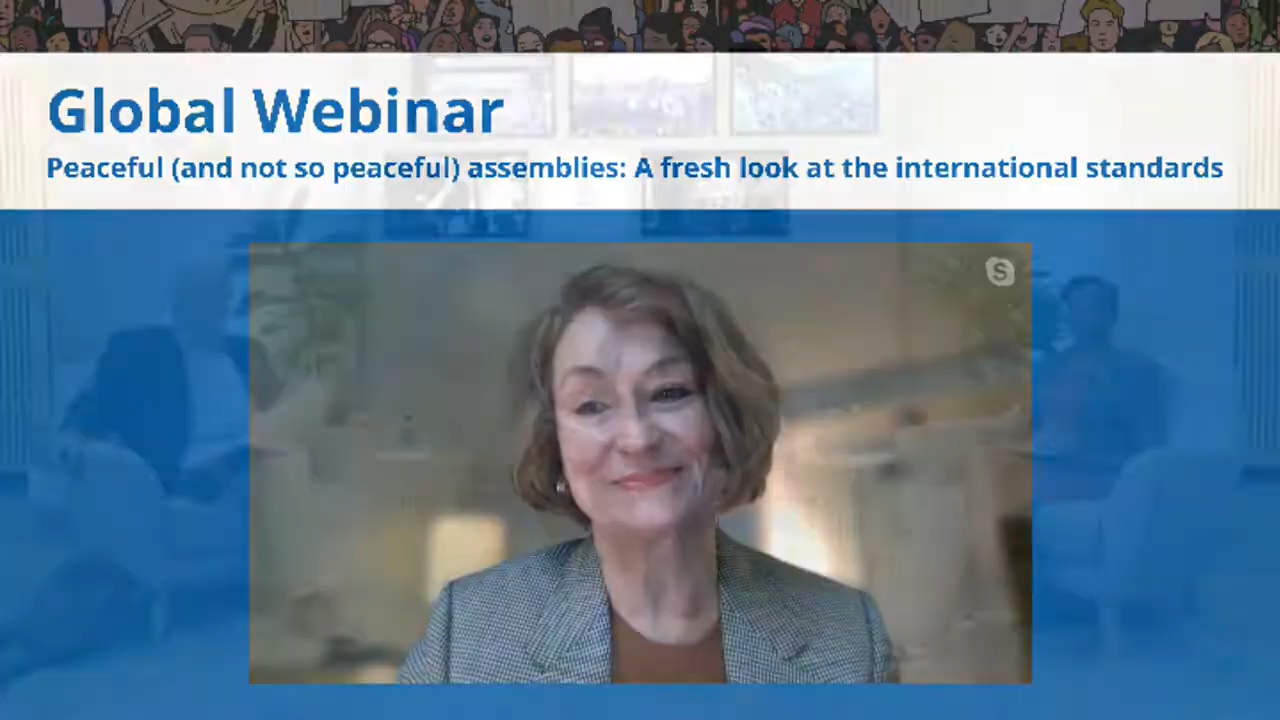 Global Webinar
Peaceful (and not so peaceful) assemblies: A fresh look at the international standards
S